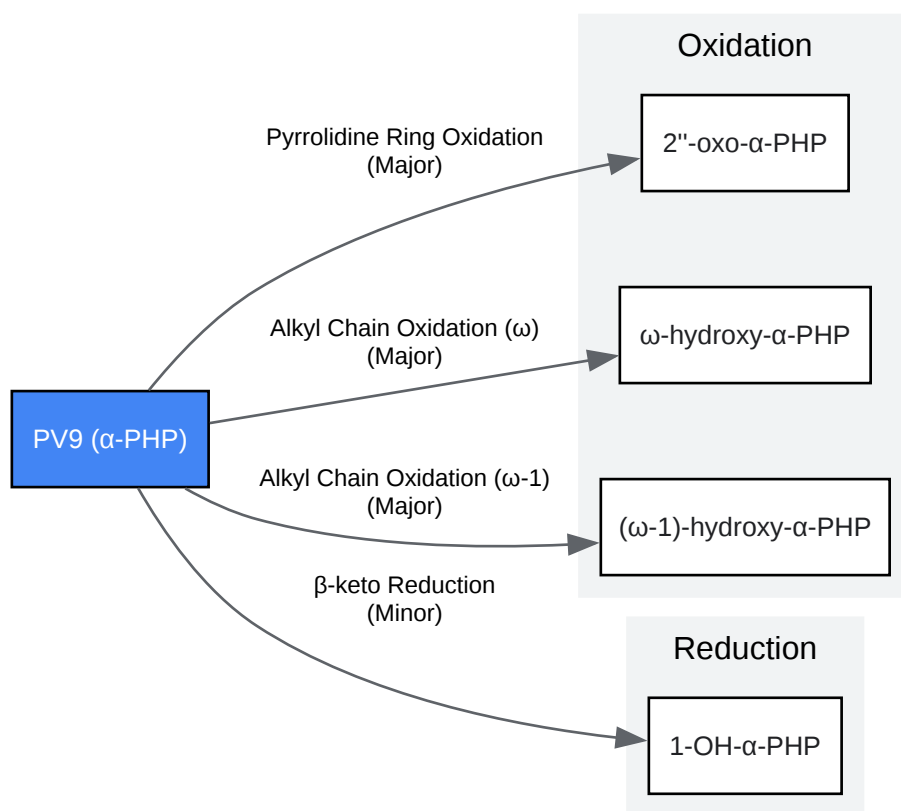 Oxidation
Pyrrolidine Ring Oxidation
(Major)
2''-oxo-α-PHP
Alkyl Chain Oxidation (ω)
(Major)
ω-hydroxy-α-PHP
PV9 (α-PHP)
Alkyl Chain Oxidation (ω-1)
(Major)
(ω-1)-hydroxy-α-PHP
β-keto Reduction
(Minor)
Reduction
1-OH-α-PHP